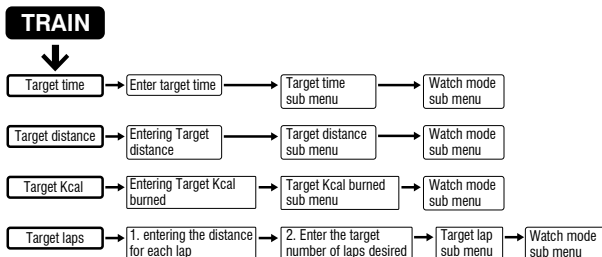 TRAIN
Target time
Enter target time
Target time
sub menu
Watch mode
sub menu
Target distance
Entering Target
distance
Target distance
sub menu
Watch mode
sub menu
Target Kcal
Entering Target Kcal
burned
Target Kcal burned
sub menu
Watch mode
sub menu
Target laps
1. entering the distance
for each lap
2. Enter the target
number of laps desired
Target lap
sub menu
Watch mode
sub menu